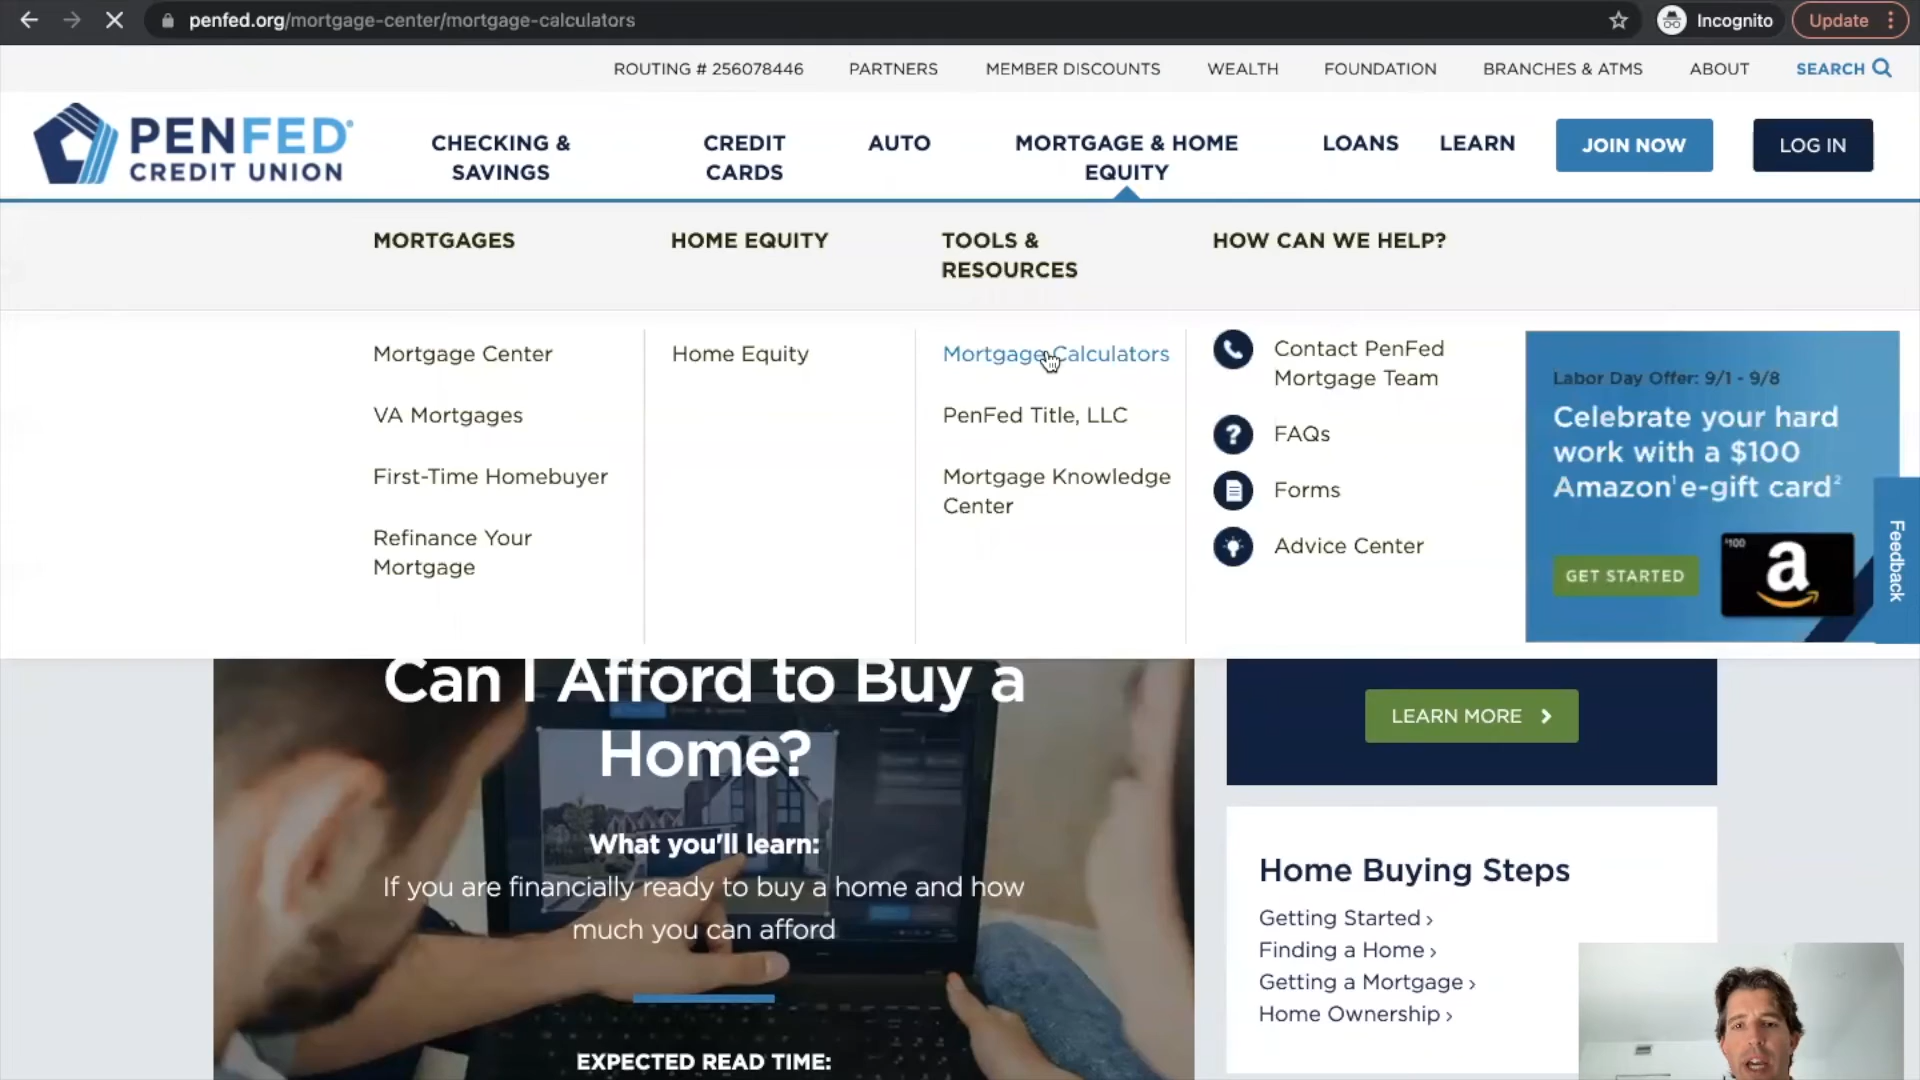 penfed.org/mortgage-center/mortgage-calculators
Incognito
Update
ROUTING # 256078446
PARTNERS
MEMBER DISCOUNTS
WEALTH
FOUNDATION
BRANCHES & ATMS
ABOUT
SEARCH
PENFED®
CREDIT UNION
CHECKING &
SAVINGS
CREDIT
CARDS
AUTO
MORTGAGE & HOME
EQUITY
LOANS
LEARN
JOIN NOW
LOG IN
MORTGAGES
HOME EQUITY
TOOLS &
RESOURCES
HOW CAN WE HELP?
Mortgage Center
VA Mortgages
First-Time Homebuyer
Refinance Your
Mortgage
Home Equity
Mortgage Calculators
PenFed Title, LLC
Mortgage Knowledge
Center
Contact PenFed
Mortgage Team
FAQs
Forms
Advice Center
Labor Day Offer: 9/1 - 9/8
Celebrate your hard
work with a $100
Amazon¹ e-gift card²
GET STARTED
$100
a
Feedback
Can I Afford to Buy a
Home?
What you'll learn:
If you are financially ready to buy a home and how
much you can afford
EXPECTED READ TIME:
LEARN MORE
Home Buying Steps
Getting Started ›
Finding a Home ›
Getting a Mortgage ›
Home Ownership ›